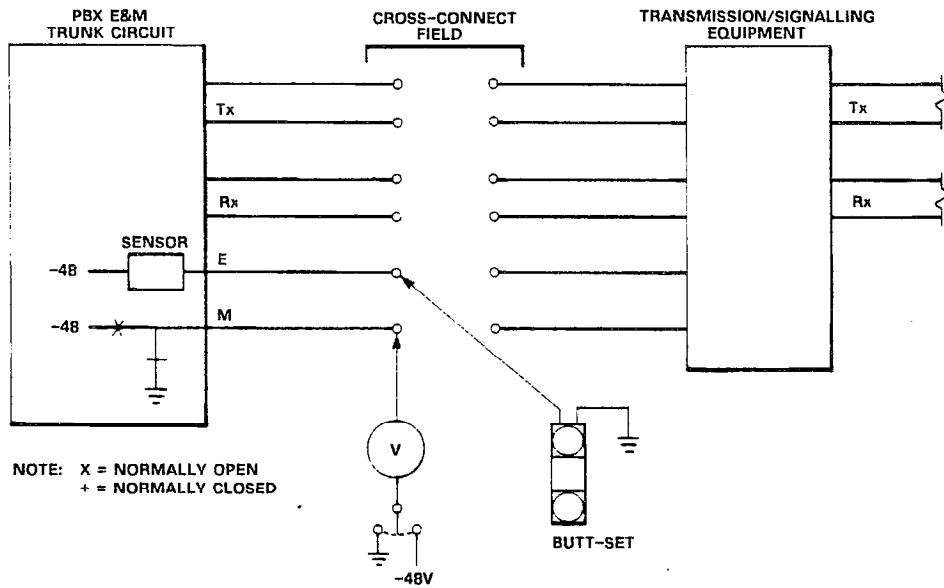 PBX E&M
TRUNK CIRCUIT
CROSS-CONNECT
FIELD
TRANSMISSION/SIGNALLING
EQUIPMENT
Tx
Tx
Rx
Rx
SENSOR
-48
E
-48
M
V
NOTE: X = NORMALLY OPEN
+ = NORMALLY CLOSED
BUTT-SET
-48V